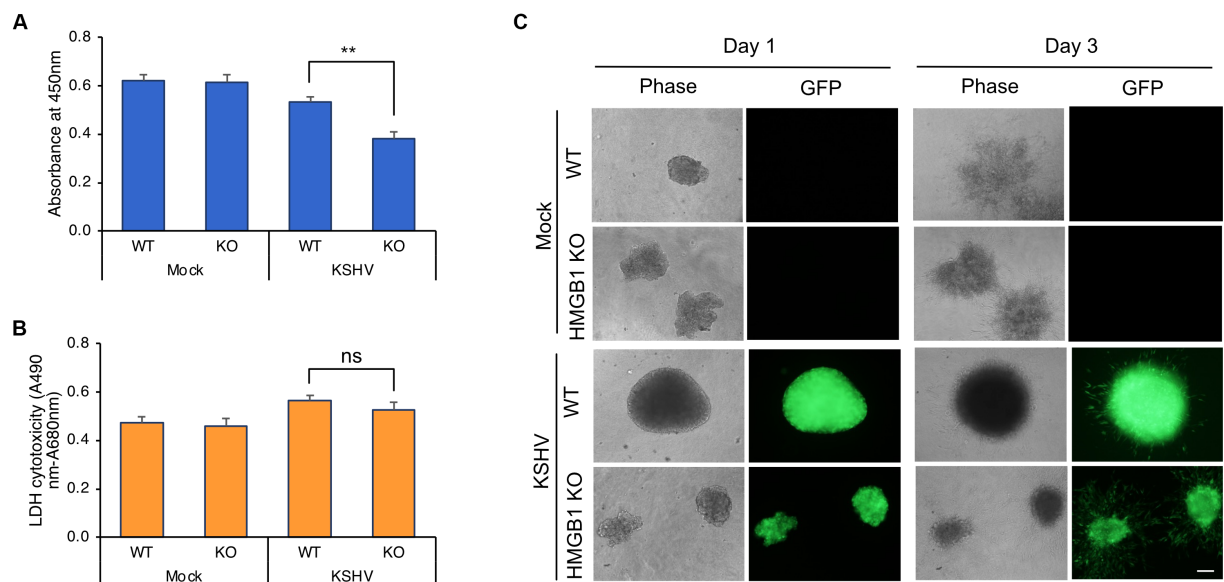 A
0.8
0.6
0.4
0.2
0.0
Absorbance at 450nm
**
WT
KO
WT
KO
Mock
KSHV
B
0.8
0.6
0.4
0.2
0.0
LDH cytotoxicity (A490
nm-A680nm)
ns
WT
KO
WT
KO
Mock
KSHV
C
Day 1
Day 3
Phase
GFP
Phase
GFP
Mock
WT
HMGB1 KO
KSHV
WT
HMGB1 KO